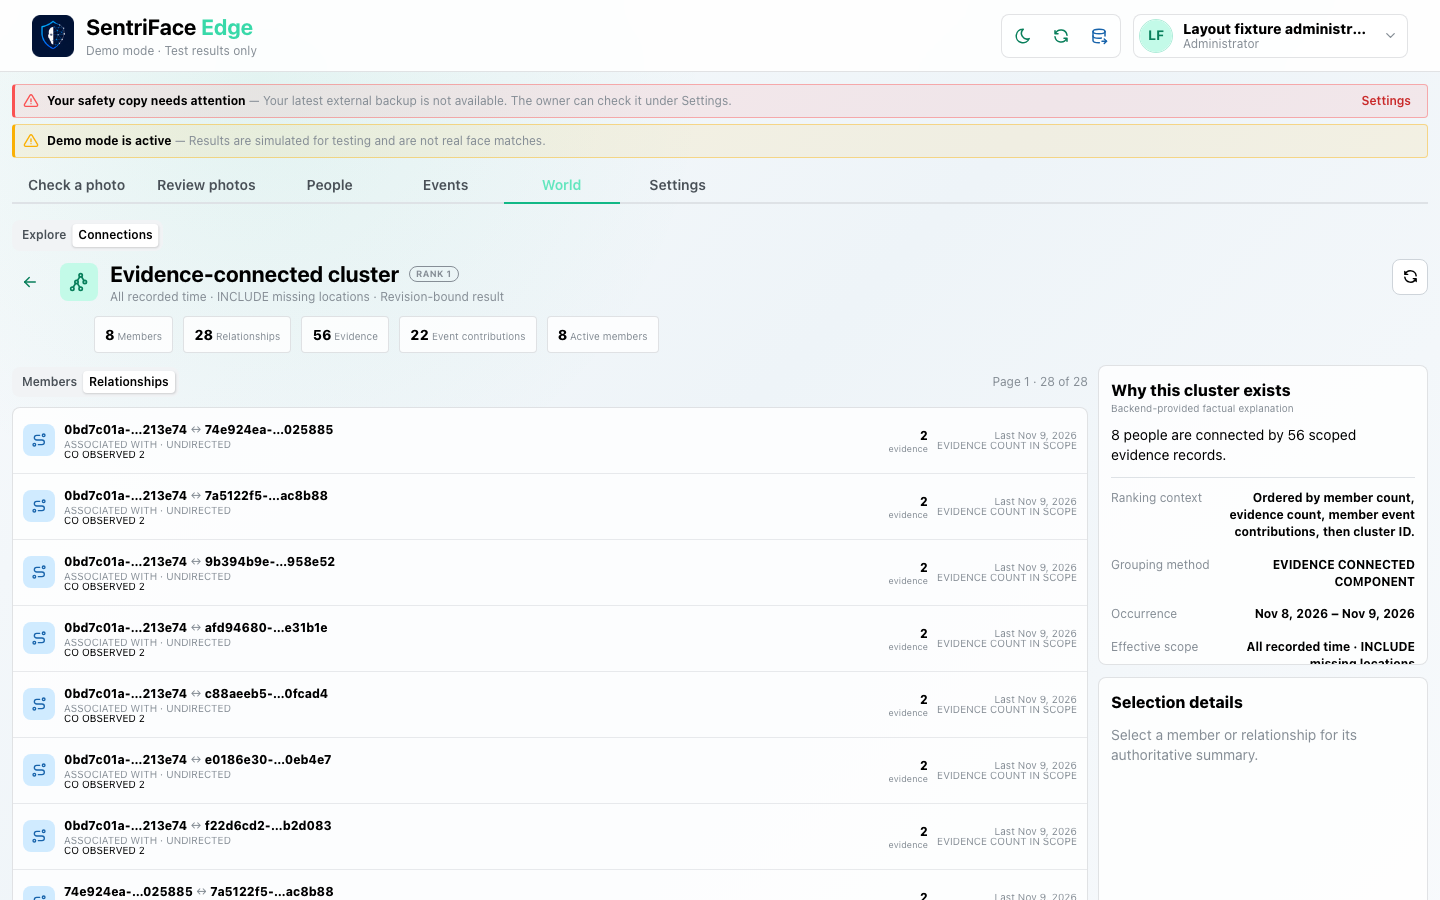 SentriFace Edge
Demo mode · Test results only
LF
Layout fixture administr...
Administrator
Your safety copy needs attention — Your latest external backup is not available. The owner can check it under Settings.
Settings
Demo mode is active — Results are simulated for testing and are not real face matches.
Check a photo
Review photos
People
Events
World
Settings
Explore
Connections
Evidence-connected cluster
RANK 1
All recorded time · INCLUDE missing locations · Revision-bound result
8 Members
28 Relationships
56 Evidence
22 Event contributions
8 Active members
Members
Relationships
Page 1 · 28 of 28
0bd7c01a-...213e74 ↔ 74e924ea-...025885
ASSOCIATED WITH · UNDIRECTED
CO OBSERVED 2
2
evidence
Last Nov 9, 2026
EVIDENCE COUNT IN SCOPE
0bd7c01a-...213e74 ↔ 7a5122f5-...ac8b88
ASSOCIATED WITH · UNDIRECTED
CO OBSERVED 2
2
evidence
Last Nov 9, 2026
EVIDENCE COUNT IN SCOPE
0bd7c01a-...213e74 ↔ 9b394b9e-...958e52
ASSOCIATED WITH · UNDIRECTED
CO OBSERVED 2
2
evidence
Last Nov 9, 2026
EVIDENCE COUNT IN SCOPE
0bd7c01a-...213e74 ↔ afd94680-...e31b1e
ASSOCIATED WITH · UNDIRECTED
CO OBSERVED 2
2
evidence
Last Nov 9, 2026
EVIDENCE COUNT IN SCOPE
0bd7c01a-...213e74 ↔ c88aeeb5-...0fcad4
ASSOCIATED WITH · UNDIRECTED
CO OBSERVED 2
2
evidence
Last Nov 9, 2026
EVIDENCE COUNT IN SCOPE
0bd7c01a-...213e74 ↔ e0186e30-...0eb4e7
ASSOCIATED WITH · UNDIRECTED
CO OBSERVED 2
2
evidence
Last Nov 9, 2026
EVIDENCE COUNT IN SCOPE
0bd7c01a-...213e74 ↔ f22d6cd2-...b2d083
ASSOCIATED WITH · UNDIRECTED
CO OBSERVED 2
2
evidence
Last Nov 9, 2026
EVIDENCE COUNT IN SCOPE
74e924ea-...025885 ↔ 7a5122f5-...ac8b88
2
Last Nov 9, 2026
Why this cluster exists
Backend-provided factual explanation
8 people are connected by 56 scoped
evidence records.
Ranking context
Ordered by member count,
evidence count, member event
contributions, then cluster ID.
Grouping method
EVIDENCE CONNECTED
COMPONENT
Occurrence
Nov 8, 2026 – Nov 9, 2026
Effective scope
All recorded time · INCLUDE
missing locations
Selection details
Select a member or relationship for its
authoritative summary.